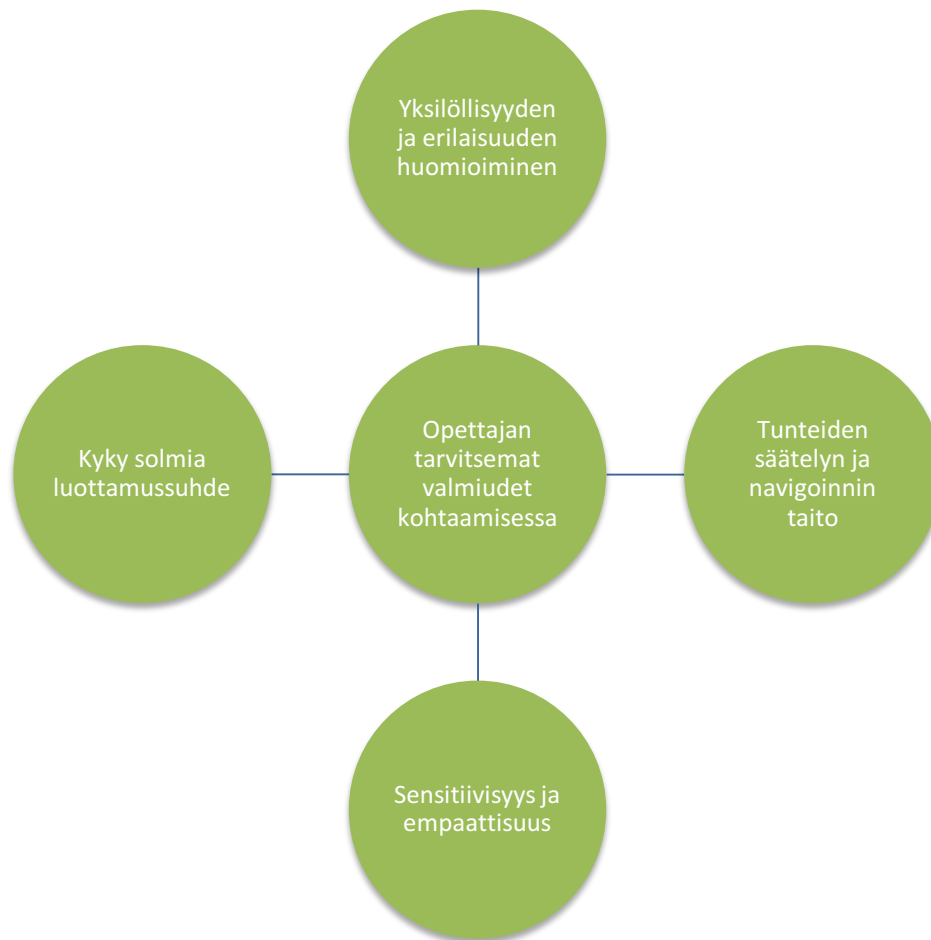 Yksilöllisyyden
ja erilaisuuden
huomioiminen
Kyky solmia
luottamussuhde
Opettajan
tarvitsemat
valmiudet
kohtaamisessa
Tunteiden
säätelyn ja
navigoinnin
taito
Sensitiivisyys ja
empaattisuus